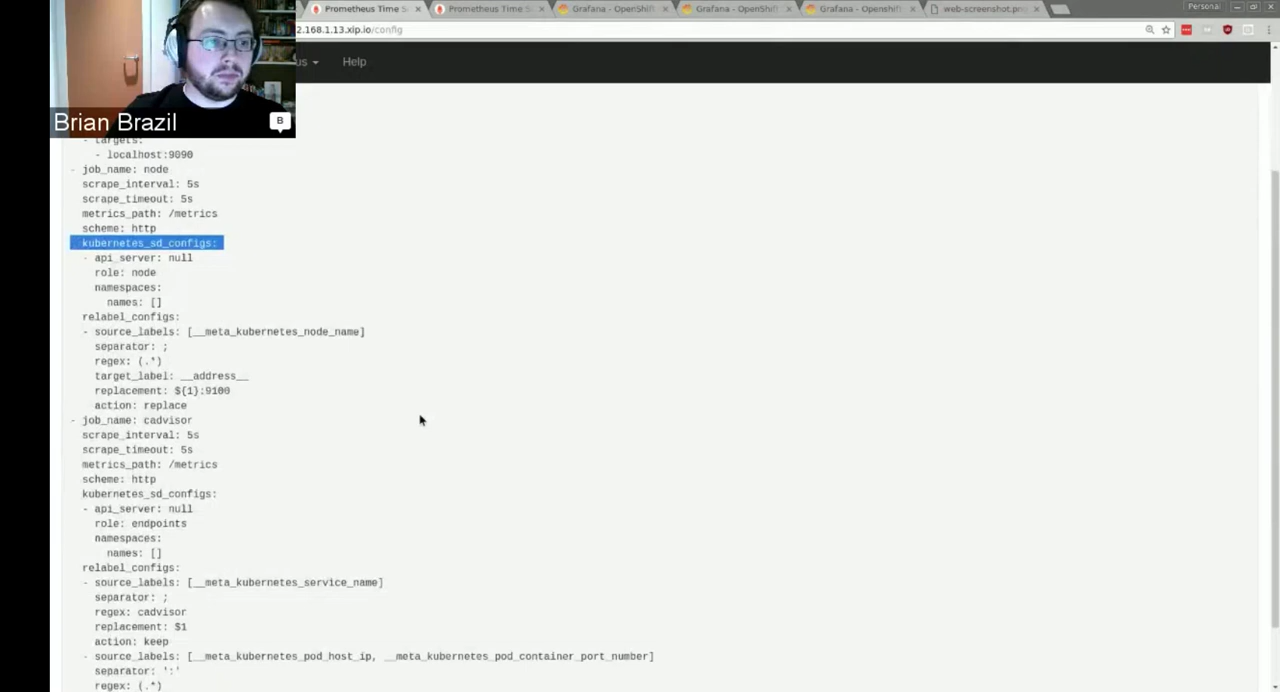 Prometheus Time S
Prometheus Time S
Grafana - OpenShift
Grafana - OpenShift
Grafana - Openshift
web-screenshot.pn
Personal
2.168.1.13.xip.io/config
us
Help
Brian Brazil
B
- targets:
- localhost:9090
- job_name: node
scrape_interval: 5s
scrape_timeout: 5s
metrics_path: /metrics
scheme: http
kubernetes_sd_configs:
- api_server: null
role: node
namespaces:
names: []
relabel_configs:
- source_labels: [__meta_kubernetes_node_name]
separator: ;
regex: (.*)
target_label: __address__
replacement: ${1}:9100
action: replace
- job_name: cadvisor
scrape_interval: 5s
scrape_timeout: 5s
metrics_path: /metrics
scheme: http
kubernetes_sd_configs:
- api_server: null
role: endpoints
namespaces:
names: []
relabel_configs:
- source_labels: [__meta_kubernetes_service_name]
separator: ;
regex: cadvisor
replacement: $1
action: keep
- source_labels: [__meta_kubernetes_pod_host_ip, __meta_kubernetes_pod_container_port_number]
separator: ':'
regex: (.*)